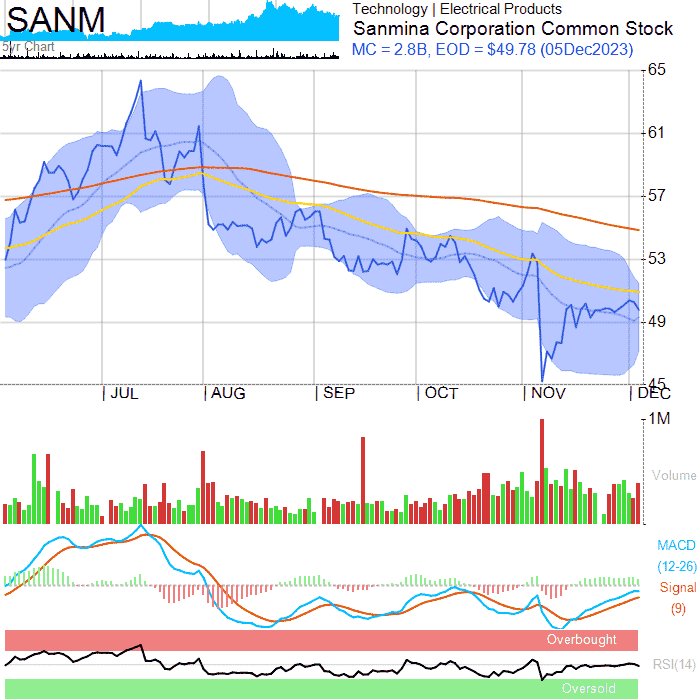 SANM
5yr Chart
Technology | Electrical Products
Sanmina Corporation Common Stock
MC = 2.8B, EOD = $49.78 (05Dec2023)
65
61
57
53
49
45
JUL
AUG
SEP
OCT
NOV
DEC
1M
Volume
MACD
(12-26)
Signal
(9)
Overbought
RSI(14)
Oversold